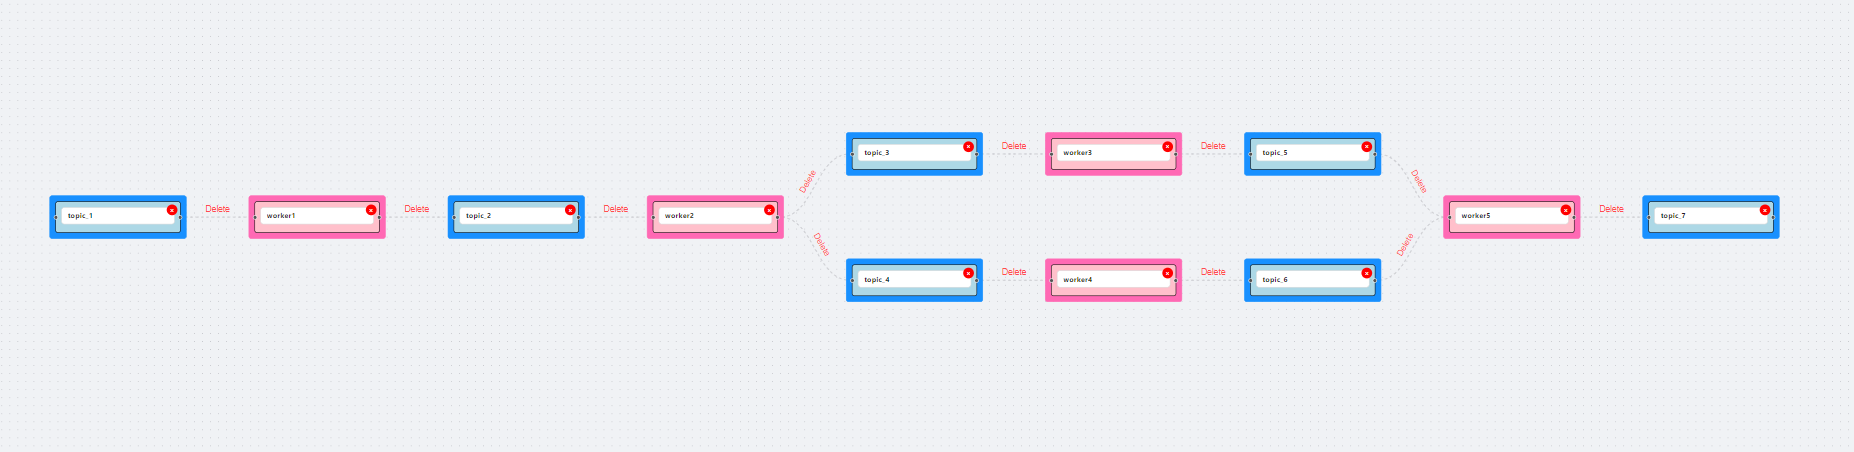 topic_3
Delete
worker3
Delete
topic_5
Delete
Delete
topic_1
Delete
worker1
Delete
topic_2
Delete
worker2
worker5
Delete
topic_7
Delete
Delete
topic_4
Delete
worker4
Delete
topic_6